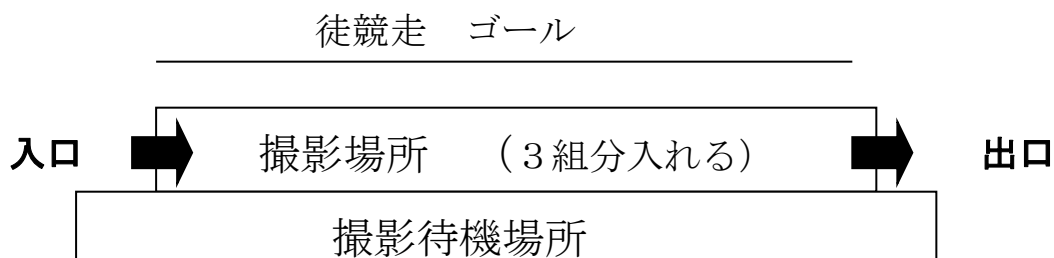 徒競走　ゴール
入口
撮影場所　（３組分入れる）
出口
撮影待機場所